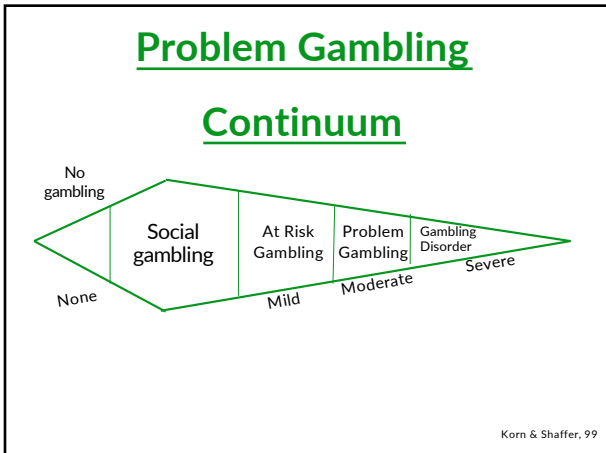 Problem Gambling
Continuum
No
gambling
Social
gambling
At Risk
Gambling
Problem
Gambling
Gambling
Disorder
None
Mild
Moderate
Severe
Korn & Shaffer, 99